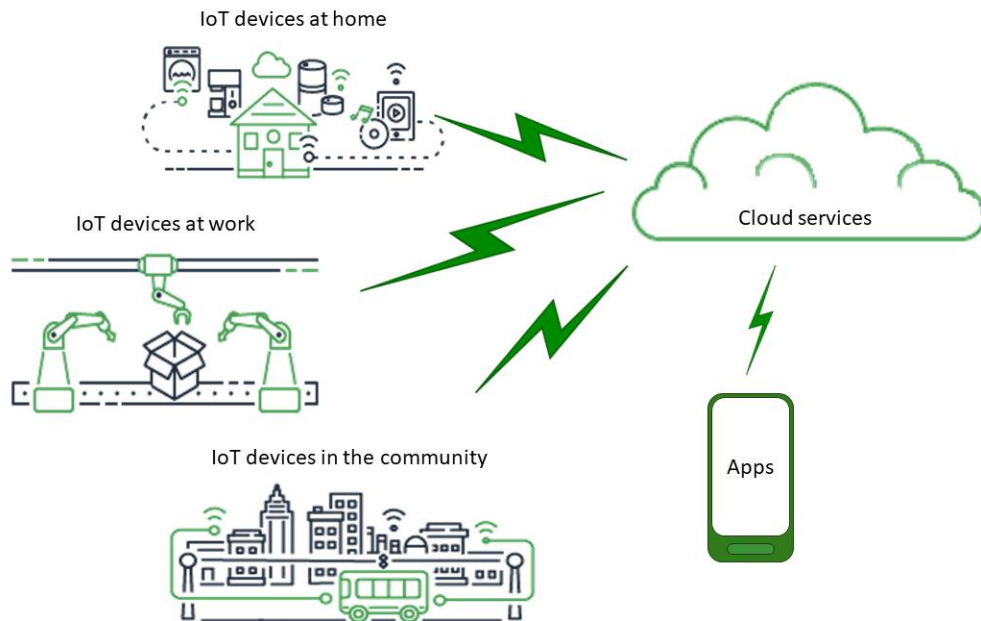 IoT devices at home
Cloud services
IoT devices at work
IoT devices in the community
Apps